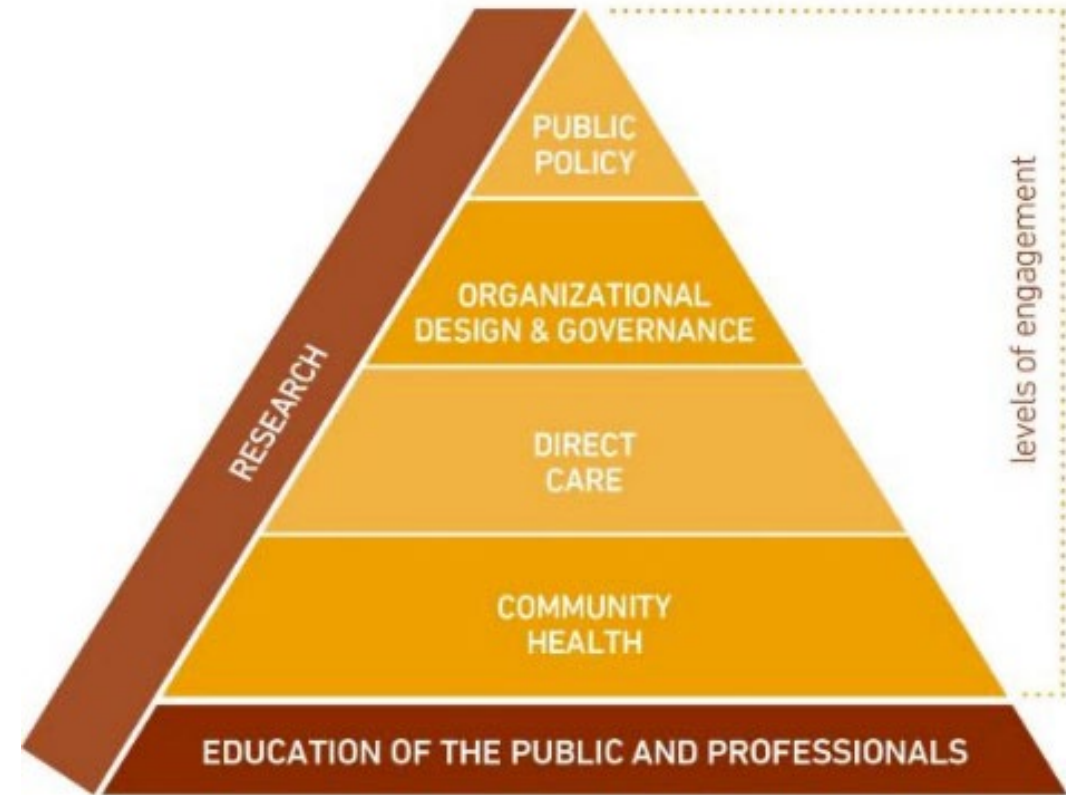 PUBLIC
POLICY
ORGANIZATIONAL
DESIGN & GOVERNANCE
DIRECT
CARE
COMMUNITY
HEALTH
EDUCATION OF THE PUBLIC AND PROFESSIONALS
RESEARCH
levels of engagement